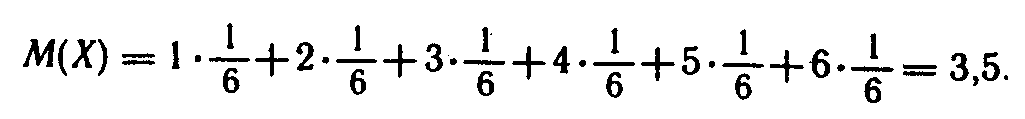 M(X) = 1 · 1/6 + 2 · 1/6 + 3 · 1/6 + 4 · 1/6 + 5 · 1/6 + 6 · 1/6 = 3,5.